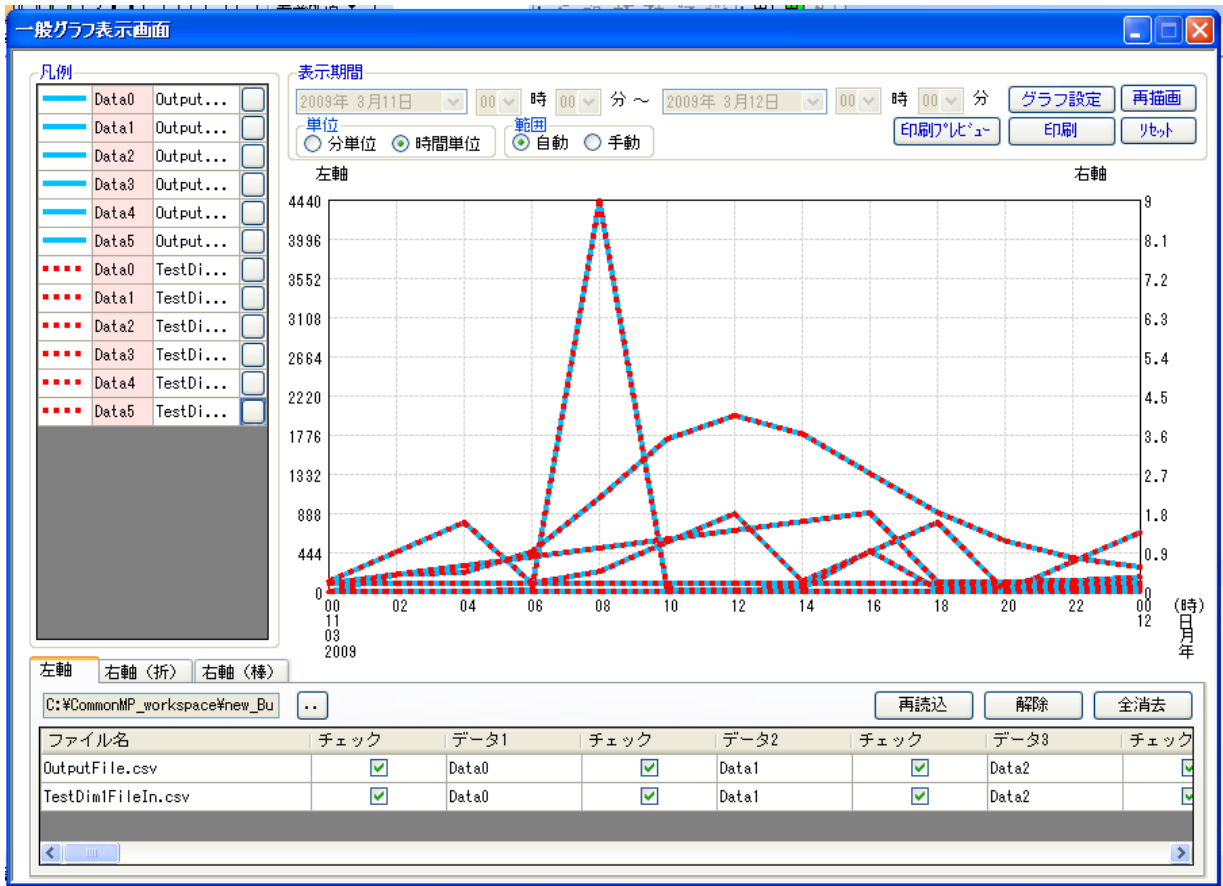 一般グラフ表示画面
凡例
Data0 Output...
Data1 Output...
Data2 Output...
Data3 Output...
Data4 Output...
Data5 Output...
Data0 TestDi...
Data1 TestDi...
Data2 TestDi...
Data3 TestDi...
Data4 TestDi...
Data5 TestDi...
表示期間
2009年 3月11日 00 時 00 分 ~ 2009年 3月12日 00 時 00 分
グラフ設定 再描画
単位
分単位 時間単位
範囲
自動 手動
印刷ﾌﾟﾚﾋﾞｭｰ 印刷 ﾘｾｯﾄ
左軸 右軸
4440 9
3996 8.1
3552 7.2
3108 6.3
2664 5.4
2220 4.5
1776 3.6
1332 2.7
888 1.8
444 0.9
0 0
00 02 04 06 08 10 12 14 16 18 20 22 00 (時)
11 12 日
03 月
2009 年
左軸 右軸（折） 右軸（棒）
C:¥CommonMP_workspace¥new_Bu .. 再読込 解除 全消去
ファイル名 チェック データ1 チェック データ2 チェック データ3 チェック
OutputFile.csv Data0 Data1 Data2
TestDim1FileIn.csv Data0 Data1 Data2